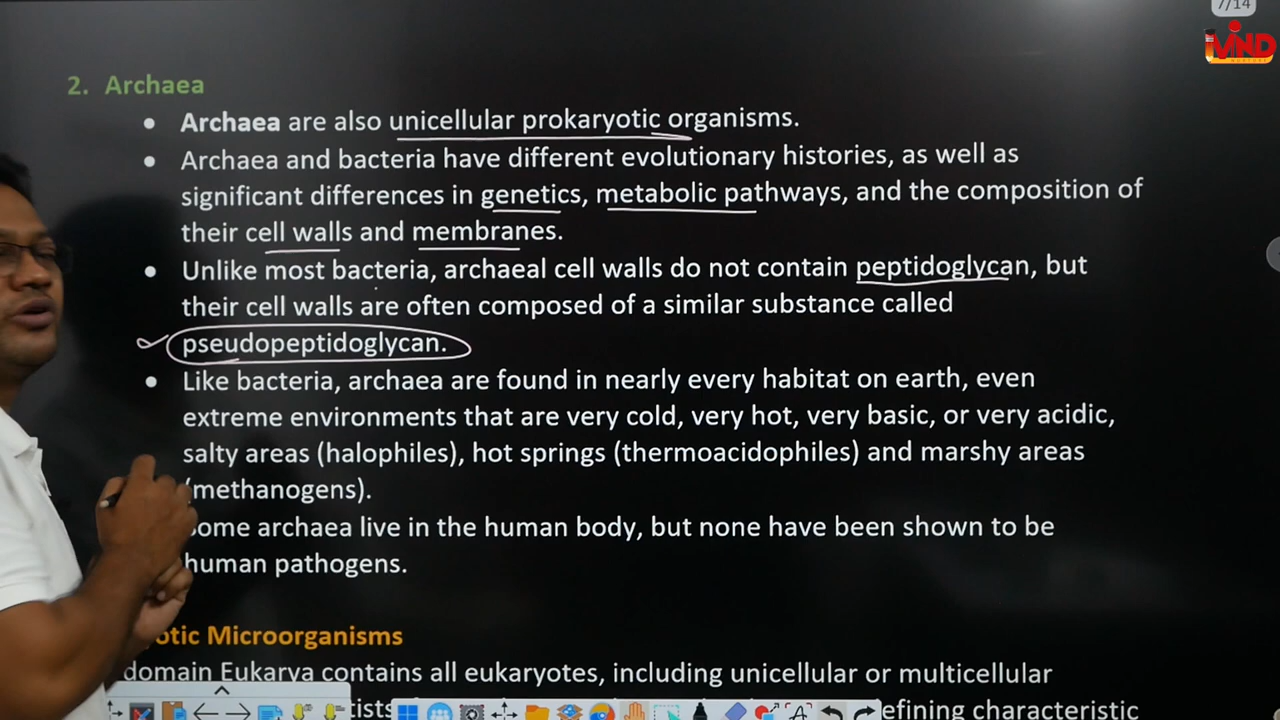 7/14
MIND
2. Archaea
• Archaea are also unicellular prokaryotic organisms.
• Archaea and bacteria have different evolutionary histories, as well as
significant differences in genetics, metabolic pathways, and the composition of
their cell walls and membranes.
• Unlike most bacteria, archaeal cell walls do not contain peptidoglycan, but
their cell walls are often composed of a similar substance called
pseudopeptidoglycan.
• Like bacteria, archaea are found in nearly every habitat on earth, even
extreme environments that are very cold, very hot, very basic, or very acidic,
salty areas (halophiles), hot springs (thermoacidophiles) and marshy areas
(methanogens).
ome archaea live in the human body, but none have been shown to be
human pathogens.
otic Microorganisms
domain Eukarya contains all eukaryotes, including unicellular or multicellular
tists efining characteristic